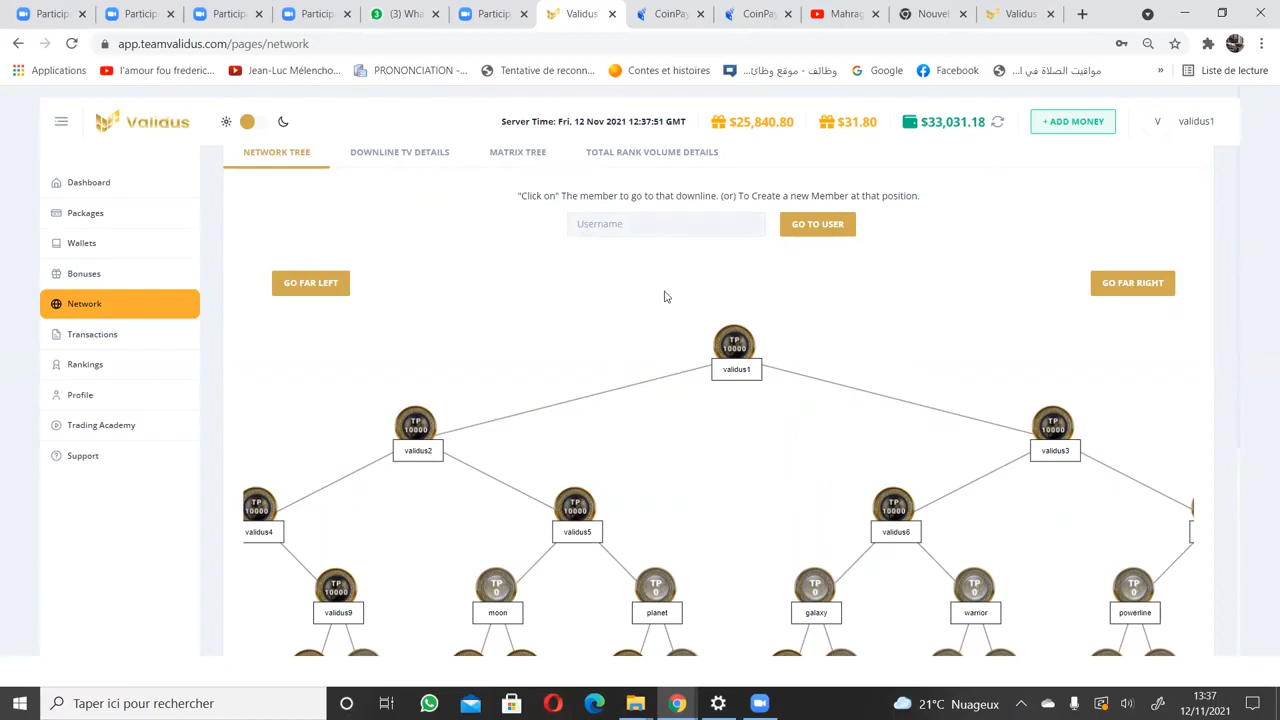 Particip
Particip
Particip
3 (3) Wha
Particip
Validus
CoinPay
CoinPay
Mahrag
Nouvel
Validus
app.teamvalidus.com/pages/network
Applications
l'amour fou frederic...
Jean-Luc Mélencho...
PRONONCIATION -...
Tentative de reconn...
Contes et histoires
وظائف - موقع وظائ...
Google
Facebook
مواقيت الصلاة في ا...
»
Liste de lecture
Validus
Server Time: Fri, 12 Nov 2021 12:37:51 GMT
$25,840.80
$31.80
$33,031.18
+ ADD MONEY
V
validus1
NETWORK TREE
DOWNLINE TV DETAILS
MATRIX TREE
TOTAL RANK VOLUME DETAILS
Dashboard
Packages
Wallets
Bonuses
Network
Transactions
Rankings
Profile
Trading Academy
Support
"Click on" The member to go to that downline. (or) To Create a new Member at that position.
Username
GO TO USER
GO FAR LEFT
GO FAR RIGHT
TP
10000
validus1
TP
10000
validus2
TP
10000
validus3
TP
10000
validus4
TP
10000
validus5
TP
10000
validus6
TP
10000
validus9
TP
0
moon
TP
0
planet
TP
0
galaxy
TP
0
warrior
TP
0
powerline
Taper ici pour rechercher
21°C Nuageux
13:37
12/11/2021